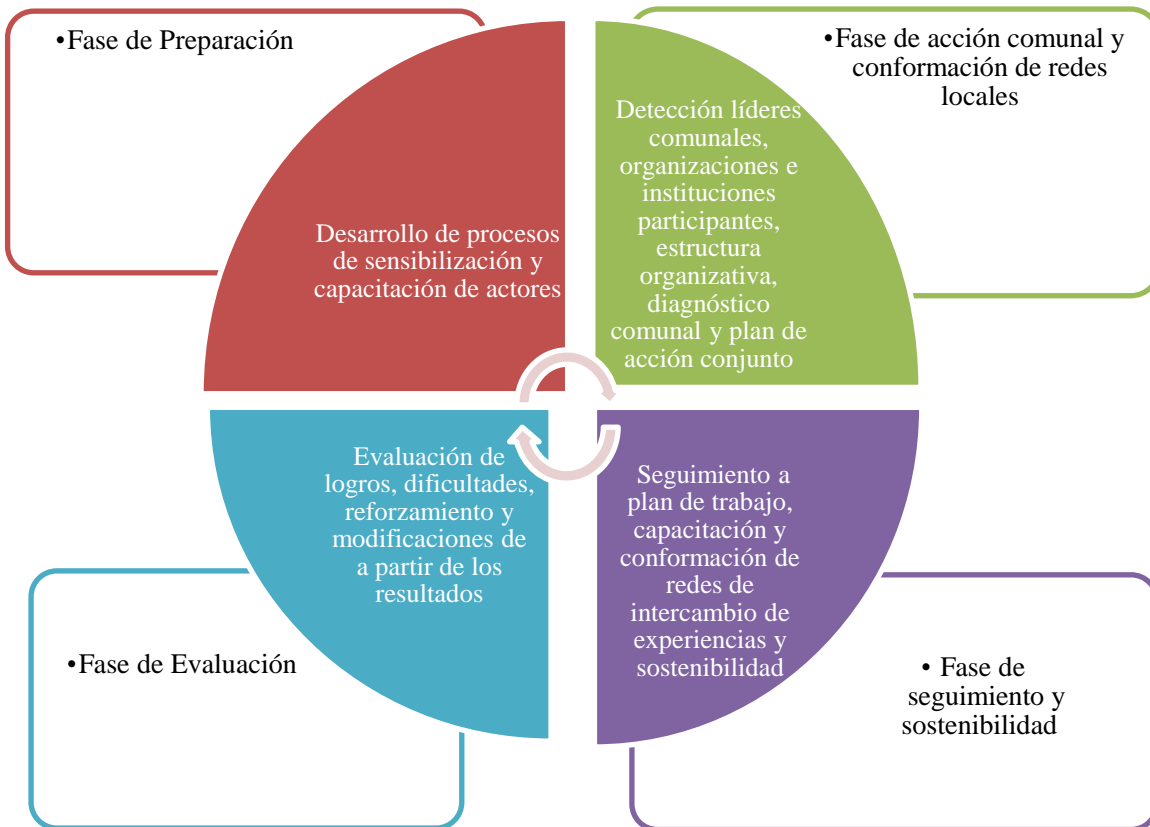 •Fase de Preparación
Desarrollo de procesos
de sensibilización y
capacitación de actores
•Fase de acción comunal y
conformación de redes
locales
Detección líderes
comunales,
organizaciones e
instituciones
participantes,
estructura
organizativa,
diagnóstico
comunal y plan de
acción conjunto
Seguimiento a
plan de trabajo,
capacitación y
conformación de
redes de
intercambio de
experiencias y
sostenibilidad
• Fase de
seguimiento y
sostenibilidad
Evaluación de
logros, dificultades,
reforzamiento y
modificaciones de
a partir de los
resultados
•Fase de Evaluación